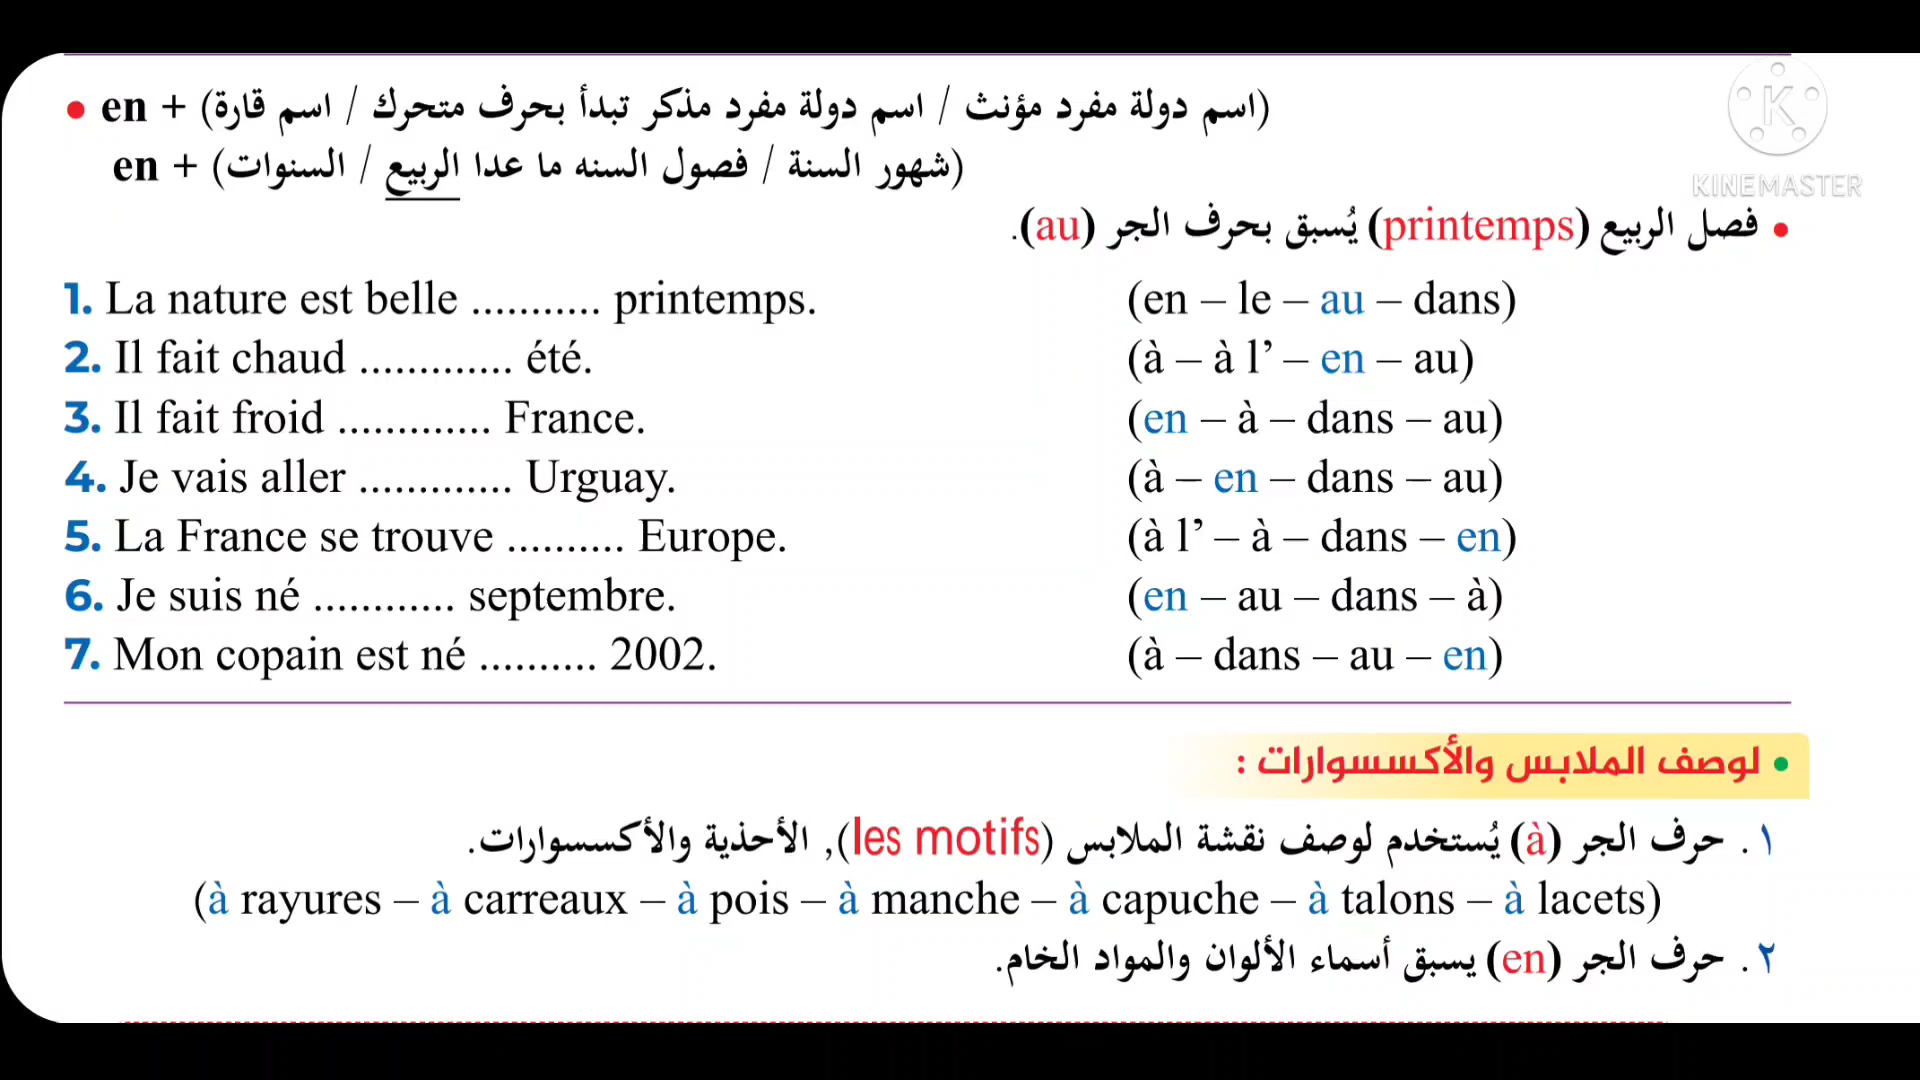 • en + (اسم دولة مفرد مؤنث / اسم دولة مفرد مذكر تبدأ بحرف متحرك / اسم قارة)
en + (شهور السنة / فصول السنه ما عدا الربيع / السنوات)
K
KINEMASTER
• فصل الربيع (printemps) يُسبق بحرف الجر (au).
1. La nature est belle ........... printemps. (en – le – au – dans)
2. Il fait chaud ............. été. (à – à l’ – en – au)
3. Il fait froid ............. France. (en – à – dans – au)
4. Je vais aller ............. Urguay. (à – en – dans – au)
5. La France se trouve .......... Europe. (à l’ – à – dans – en)
6. Je suis né ............ septembre. (en – au – dans – à)
7. Mon copain est né .......... 2002. (à – dans – au – en)
• لوصف الملابس والأكسسوارات :
١. حرف الجر (à) يُستخدم لوصف نقشة الملابس (les motifs), الأحذية والأكسسوارات.
(à rayures – à carreaux – à pois – à manche – à capuche – à talons – à lacets)
٢. حرف الجر (en) يسبق أسماء الألوان والمواد الخام.